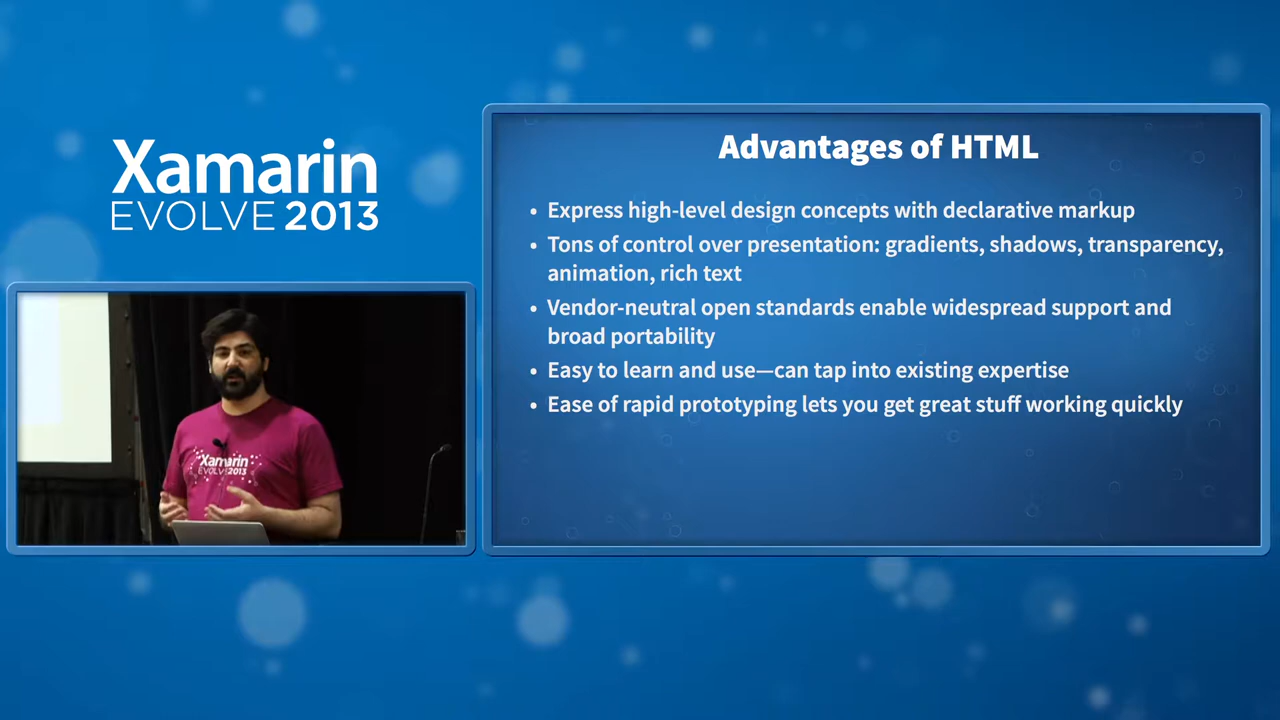 Xamarin
EVOLVE 2013
Advantages of HTML
• Express high-level design concepts with declarative markup
• Tons of control over presentation: gradients, shadows, transparency,
animation, rich text
• Vendor-neutral open standards enable widespread support and
broad portability
• Easy to learn and use—can tap into existing expertise
• Ease of rapid prototyping lets you get great stuff working quickly
Xamarin
EVOLVE 2013